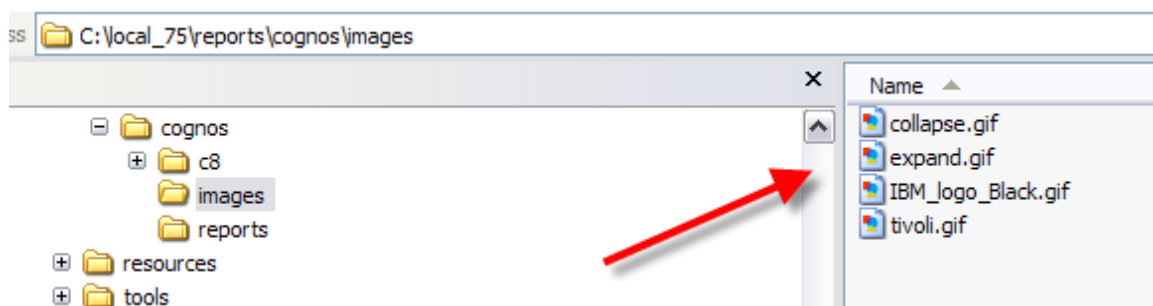 ss C:\local_75\reports\cognos\images
Name
cognos
c8
images
reports
resources
tools
collapse.gif
expand.gif
IBM_logo_Black.gif
tivoli.gif